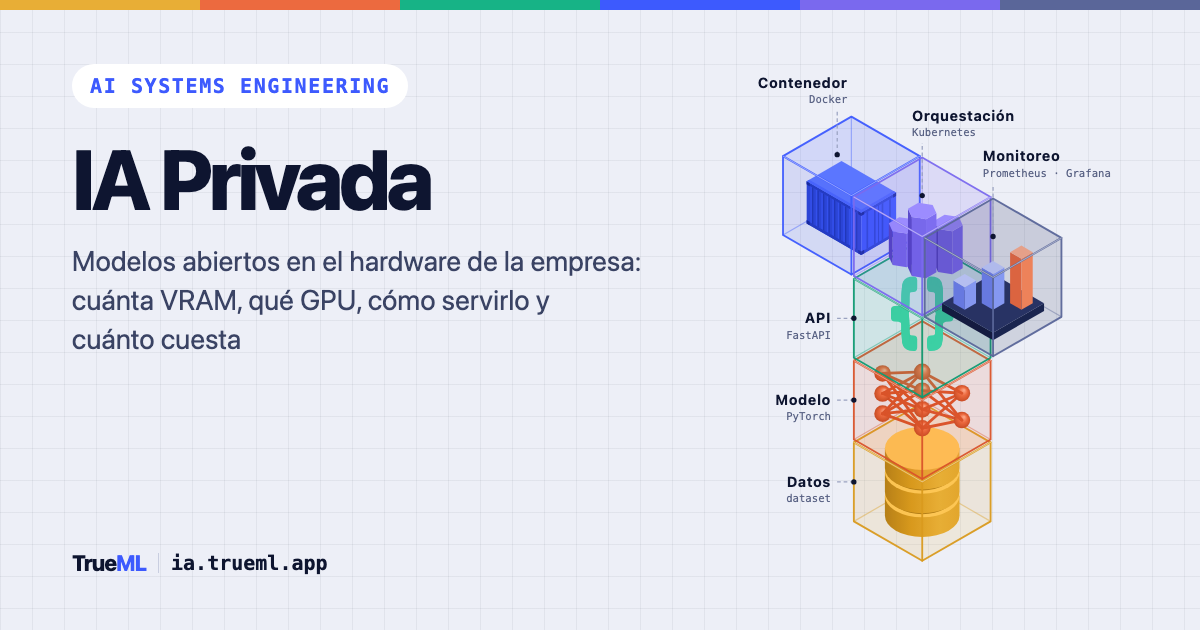 AI SYSTEMS ENGINEERING
IA Privada
Modelos abiertos en el hardware de la empresa:
cuánta VRAM, qué GPU, cómo servirlo y
cuánto cuesta
TrueML
ia.trueml.app
Contenedor
Docker
Orquestación
Kubernetes
Monitoreo
Prometheus · Grafana
API
FastAPI
Modelo
PyTorch
Datos
dataset